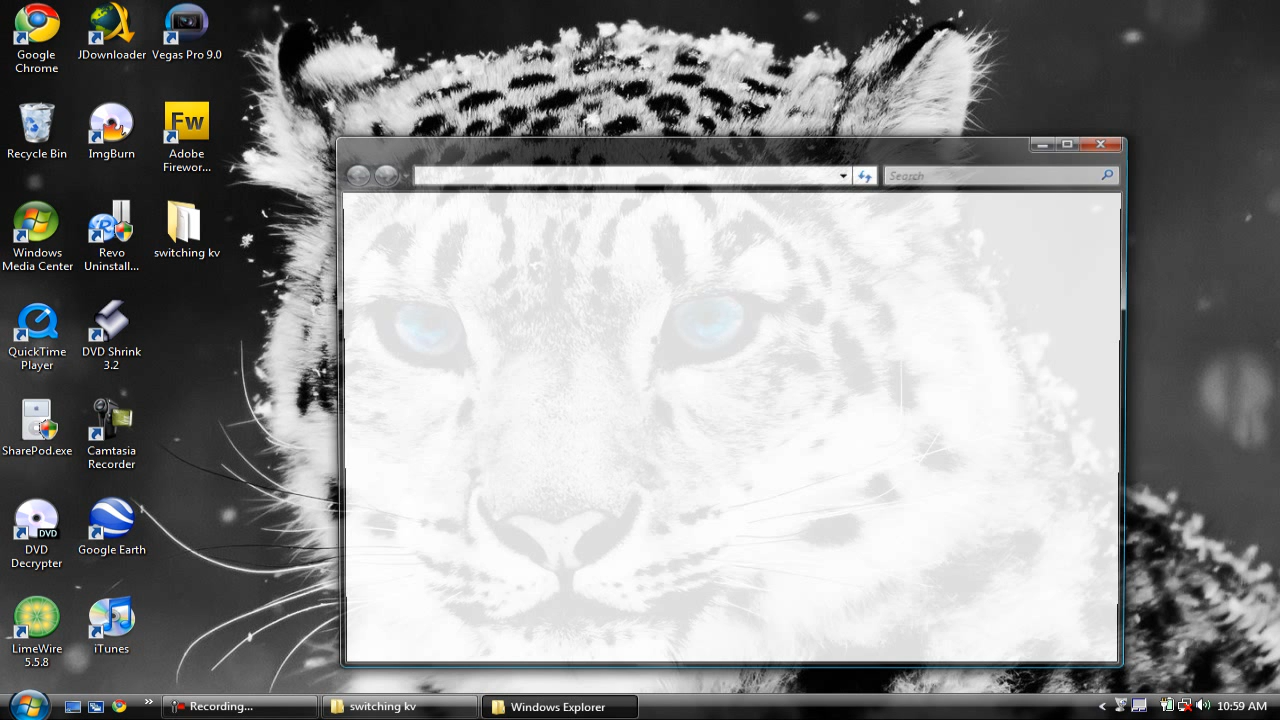 Google
Chrome
JDownloader
Vegas Pro 9.0
Recycle Bin
ImgBurn
Fw
Adobe
Firewor...
Windows
Media Center
Revo
Uninstall...
switching kv
QuickTime
Player
DVD Shrink
3.2
SharePod.exe
Camtasia
Recorder
DVD
DVD
Decrypter
Google Earth
LimeWire
5.5.8
iTunes
Search
Recording...
switching kv
Windows Explorer
10:59 AM